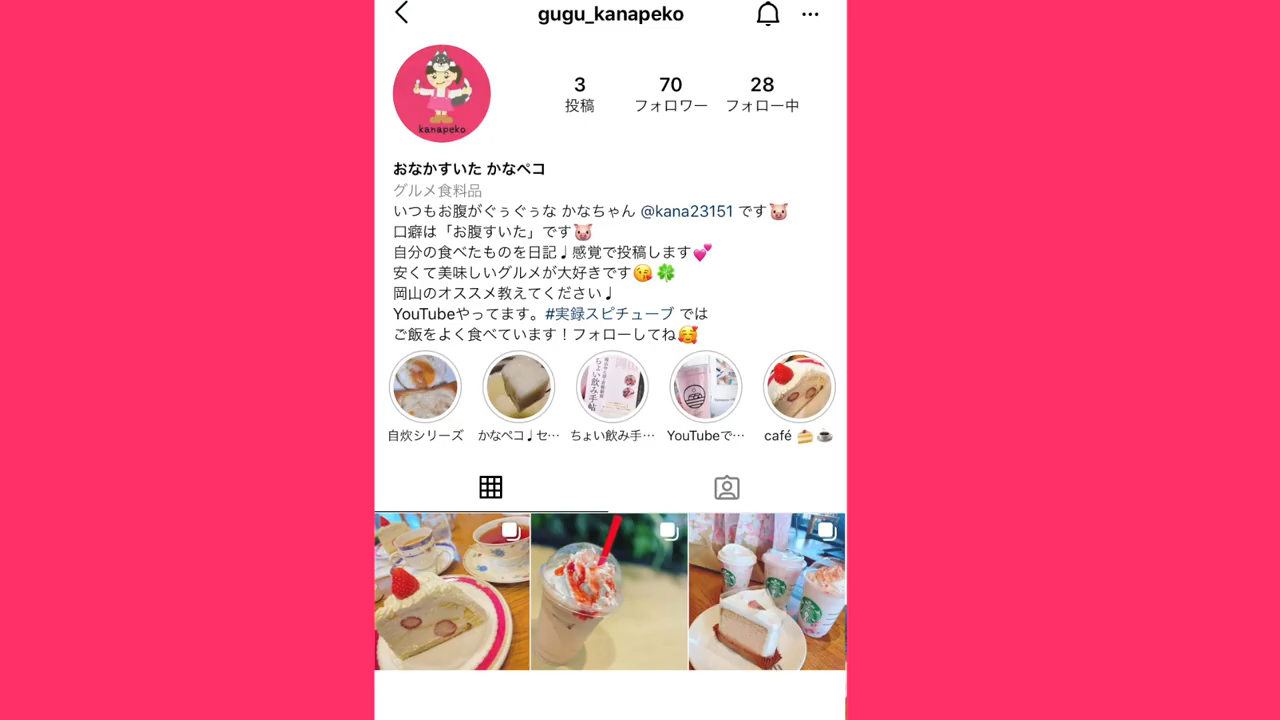 gugu_kanapeko
3 70 28
投稿 フォロワー フォロー中
kanapeko
おなかすいた かなペコ
グルメ食料品
いつもお腹がぐぅぐぅな かなちゃん @kana23151 です🐷
口癖は「お腹すいた」です🐷
自分の食べたものを日記♩感覚で投稿します💕
安くて美味しいグルメが大好きです😘🍀
岡山のオススメ教えてください♩
YouTubeやってます。#実録スピチューブ では
ご飯をよく食べています！フォローしてね🥰
ちょい飲み手帖
自炊シリーズ かなペコ♩セ… ちょい飲み手… YouTubeで… café 🍰☕